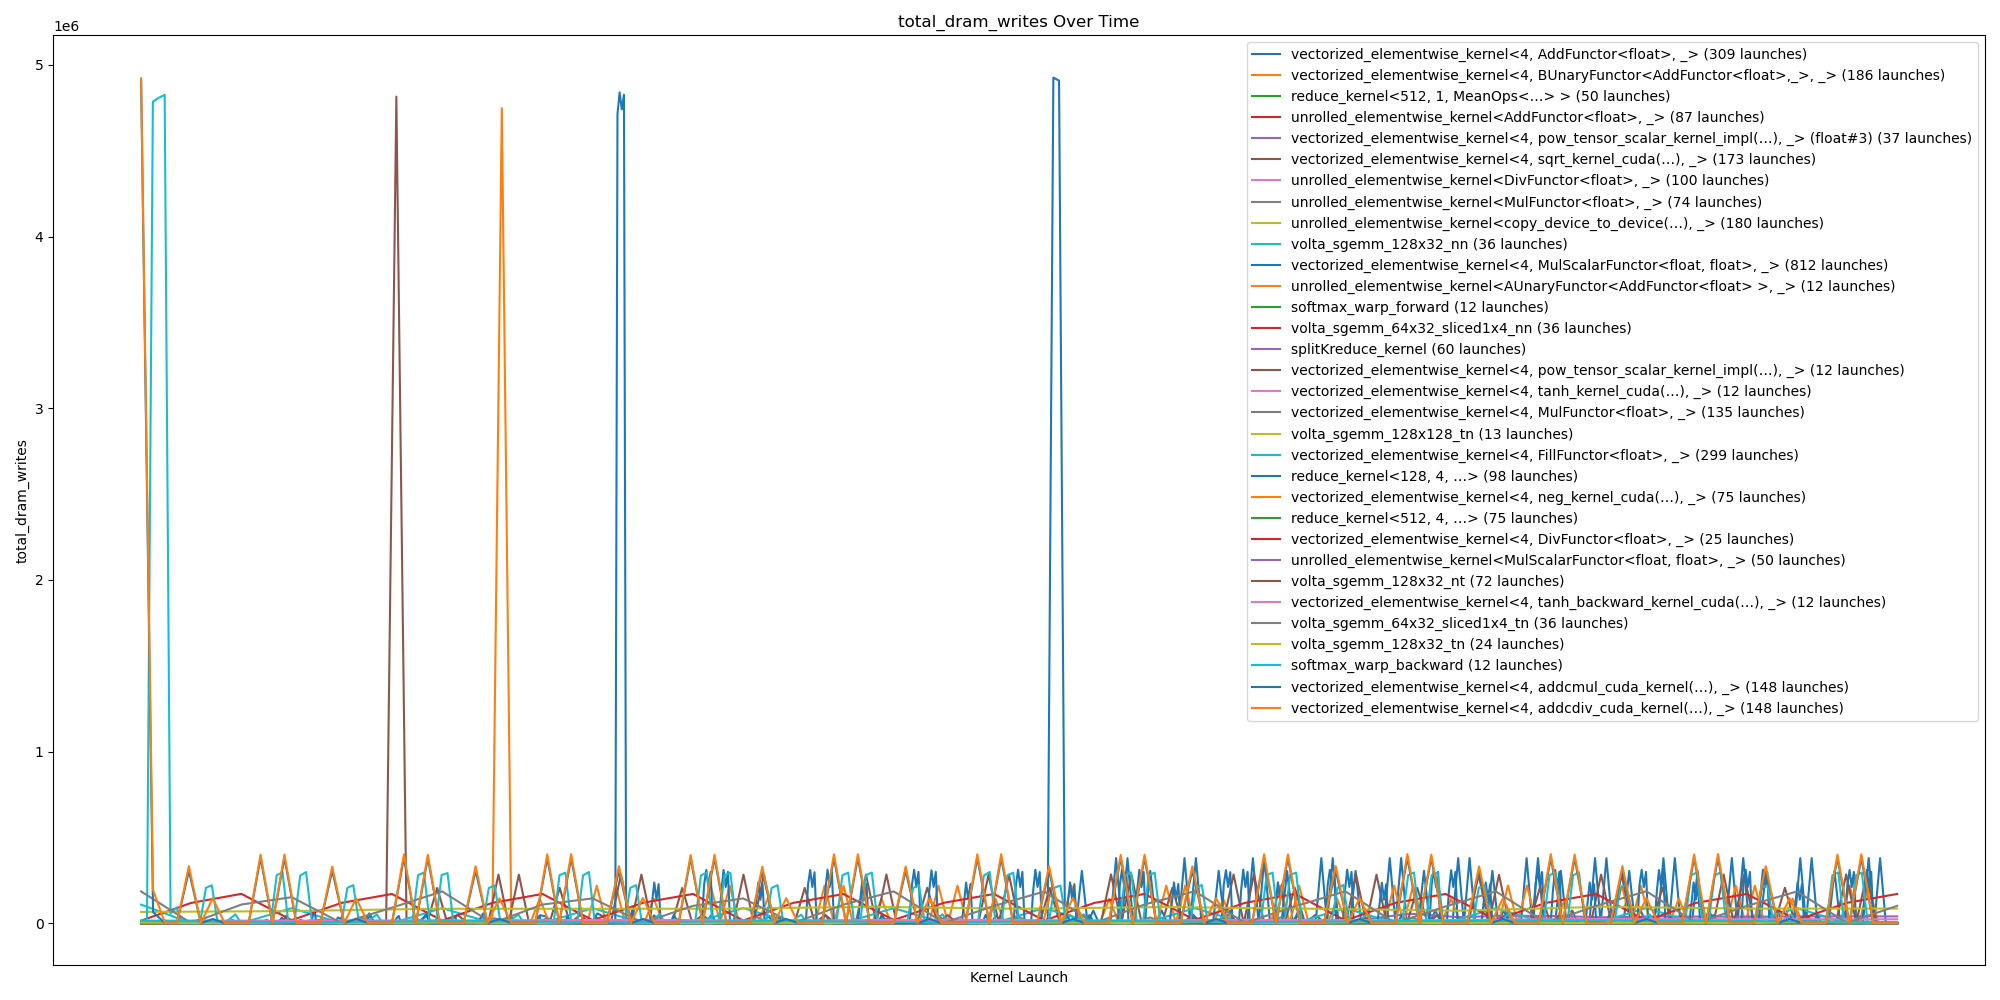 total_dram_writes Over Time
1e6
5
4
3
2
1
0
total_dram_writes
Kernel Launch
vectorized_elementwise_kernel<4, AddFunctor<float>, _> (309 launches)
vectorized_elementwise_kernel<4, BUnaryFunctor<AddFunctor<float>,_>, _> (186 launches)
reduce_kernel<512, 1, MeanOps<...> > (50 launches)
unrolled_elementwise_kernel<AddFunctor<float>, _> (87 launches)
vectorized_elementwise_kernel<4, pow_tensor_scalar_kernel_impl(...), _> (float#3) (37 launches)
vectorized_elementwise_kernel<4, sqrt_kernel_cuda(...), _> (173 launches)
unrolled_elementwise_kernel<DivFunctor<float>, _> (100 launches)
unrolled_elementwise_kernel<MulFunctor<float>, _> (74 launches)
unrolled_elementwise_kernel<copy_device_to_device(...), _> (180 launches)
volta_sgemm_128x32_nn (36 launches)
vectorized_elementwise_kernel<4, MulScalarFunctor<float, float>, _> (812 launches)
unrolled_elementwise_kernel<AUnaryFunctor<AddFunctor<float> >, _> (12 launches)
softmax_warp_forward (12 launches)
volta_sgemm_64x32_sliced1x4_nn (36 launches)
splitKreduce_kernel (60 launches)
vectorized_elementwise_kernel<4, pow_tensor_scalar_kernel_impl(...), _> (12 launches)
vectorized_elementwise_kernel<4, tanh_kernel_cuda(...), _> (12 launches)
vectorized_elementwise_kernel<4, MulFunctor<float>, _> (135 launches)
volta_sgemm_128x128_tn (13 launches)
vectorized_elementwise_kernel<4, FillFunctor<float>, _> (299 launches)
reduce_kernel<128, 4, ...> (98 launches)
vectorized_elementwise_kernel<4, neg_kernel_cuda(...), _> (75 launches)
reduce_kernel<512, 4, ...> (75 launches)
vectorized_elementwise_kernel<4, DivFunctor<float>, _> (25 launches)
unrolled_elementwise_kernel<MulScalarFunctor<float, float>, _> (50 launches)
volta_sgemm_128x32_nt (72 launches)
vectorized_elementwise_kernel<4, tanh_backward_kernel_cuda(...), _> (12 launches)
volta_sgemm_64x32_sliced1x4_tn (36 launches)
volta_sgemm_128x32_tn (24 launches)
softmax_warp_backward (12 launches)
vectorized_elementwise_kernel<4, addcmul_cuda_kernel(...), _> (148 launches)
vectorized_elementwise_kernel<4, addcdiv_cuda_kernel(...), _> (148 launches)